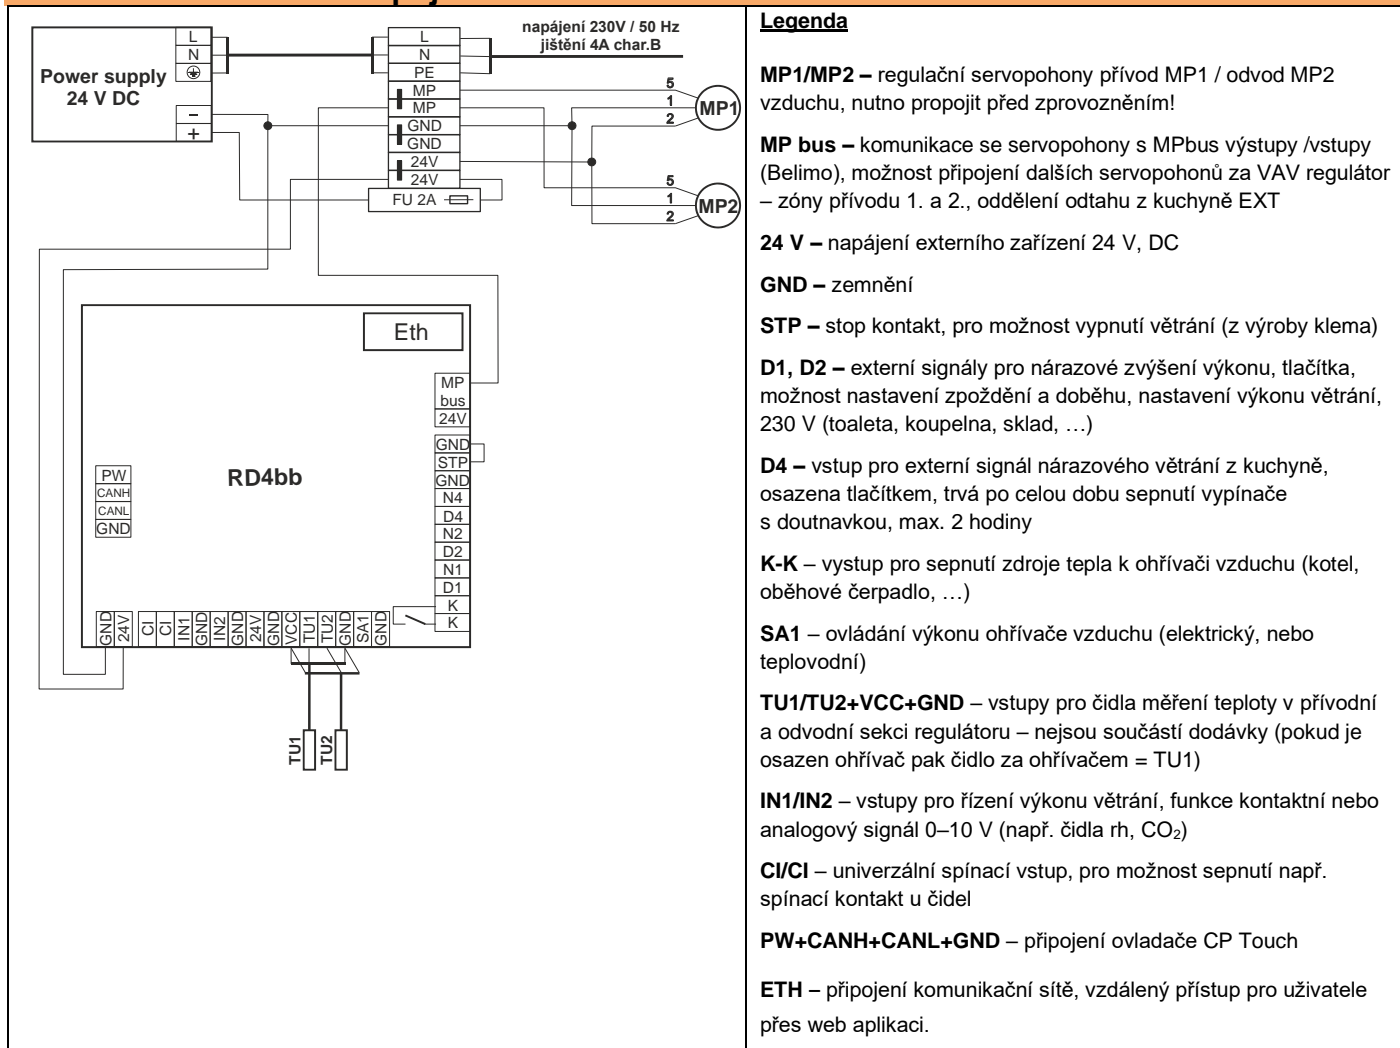 L
N
Power supply
24 V DC
–
+
L
N
PE
MP
MP
GND
GND
24V
24V
FU 2A
napájení 230V / 50 Hz
jištění 4A char.B
5
1
2
MP1
5
1
2
MP2
Eth
MP
bus
24V
GND
STP
GND
N4
D4
N2
D2
N1
D1
K
K
RD4bb
PW
CANH
CANL
GND
GND
24V
CI
CI
IN1
GND
IN2
GND
24V
GND
VCC
TU1
TU2
GND
SA1
GND
TU1
TU2
Legenda
MP1/MP2 – regulační servopohony přívod MP1 / odvod MP2
vzduchu, nutno propojit před zprovozněním!
MP bus – komunikace se servopohony s MPbus výstupy /vstupy
(Belimo), možnost připojení dalších servopohonů za VAV regulátor
– zóny přívodu 1. a 2., oddělení odtahu z kuchyně EXT
24 V – napájení externího zařízení 24 V, DC
GND – zemnění
STP – stop kontakt, pro možnost vypnutí větrání (z výroby klema)
D1, D2 – externí signály pro nárazové zvýšení výkonu, tlačítka,
možnost nastavení zpoždění a doběhu, nastavení výkonu větrání,
230 V (toaleta, koupelna, sklad, …)
D4 – vstup pro externí signál nárazového větrání z kuchyně,
osazena tlačítkem, trvá po celou dobu sepnutí vypínače
s doutnavkou, max. 2 hodiny
K-K – vystup pro sepnutí zdroje tepla k ohřívači vzduchu (kotel,
oběhové čerpadlo, …)
SA1 – ovládání výkonu ohřívače vzduchu (elektrický, nebo
teplovodní)
TU1/TU2+VCC+GND – vstupy pro čidla měření teploty v přívodní
a odvodní sekci regulátoru – nejsou součástí dodávky (pokud je
osazen ohřívač pak čidlo za ohřívačem = TU1)
IN1/IN2 – vstupy pro řízení výkonu větrání, funkce kontaktní nebo
analogový signál 0–10 V (např. čidla rh, CO₂)
CI/CI – univerzální spínací vstup, pro možnost sepnutí např.
spínací kontakt u čidel
PW+CANH+CANL+GND – připojení ovladače CP Touch
ETH – připojení komunikační sítě, vzdálený přístup pro uživatele
přes web aplikaci.